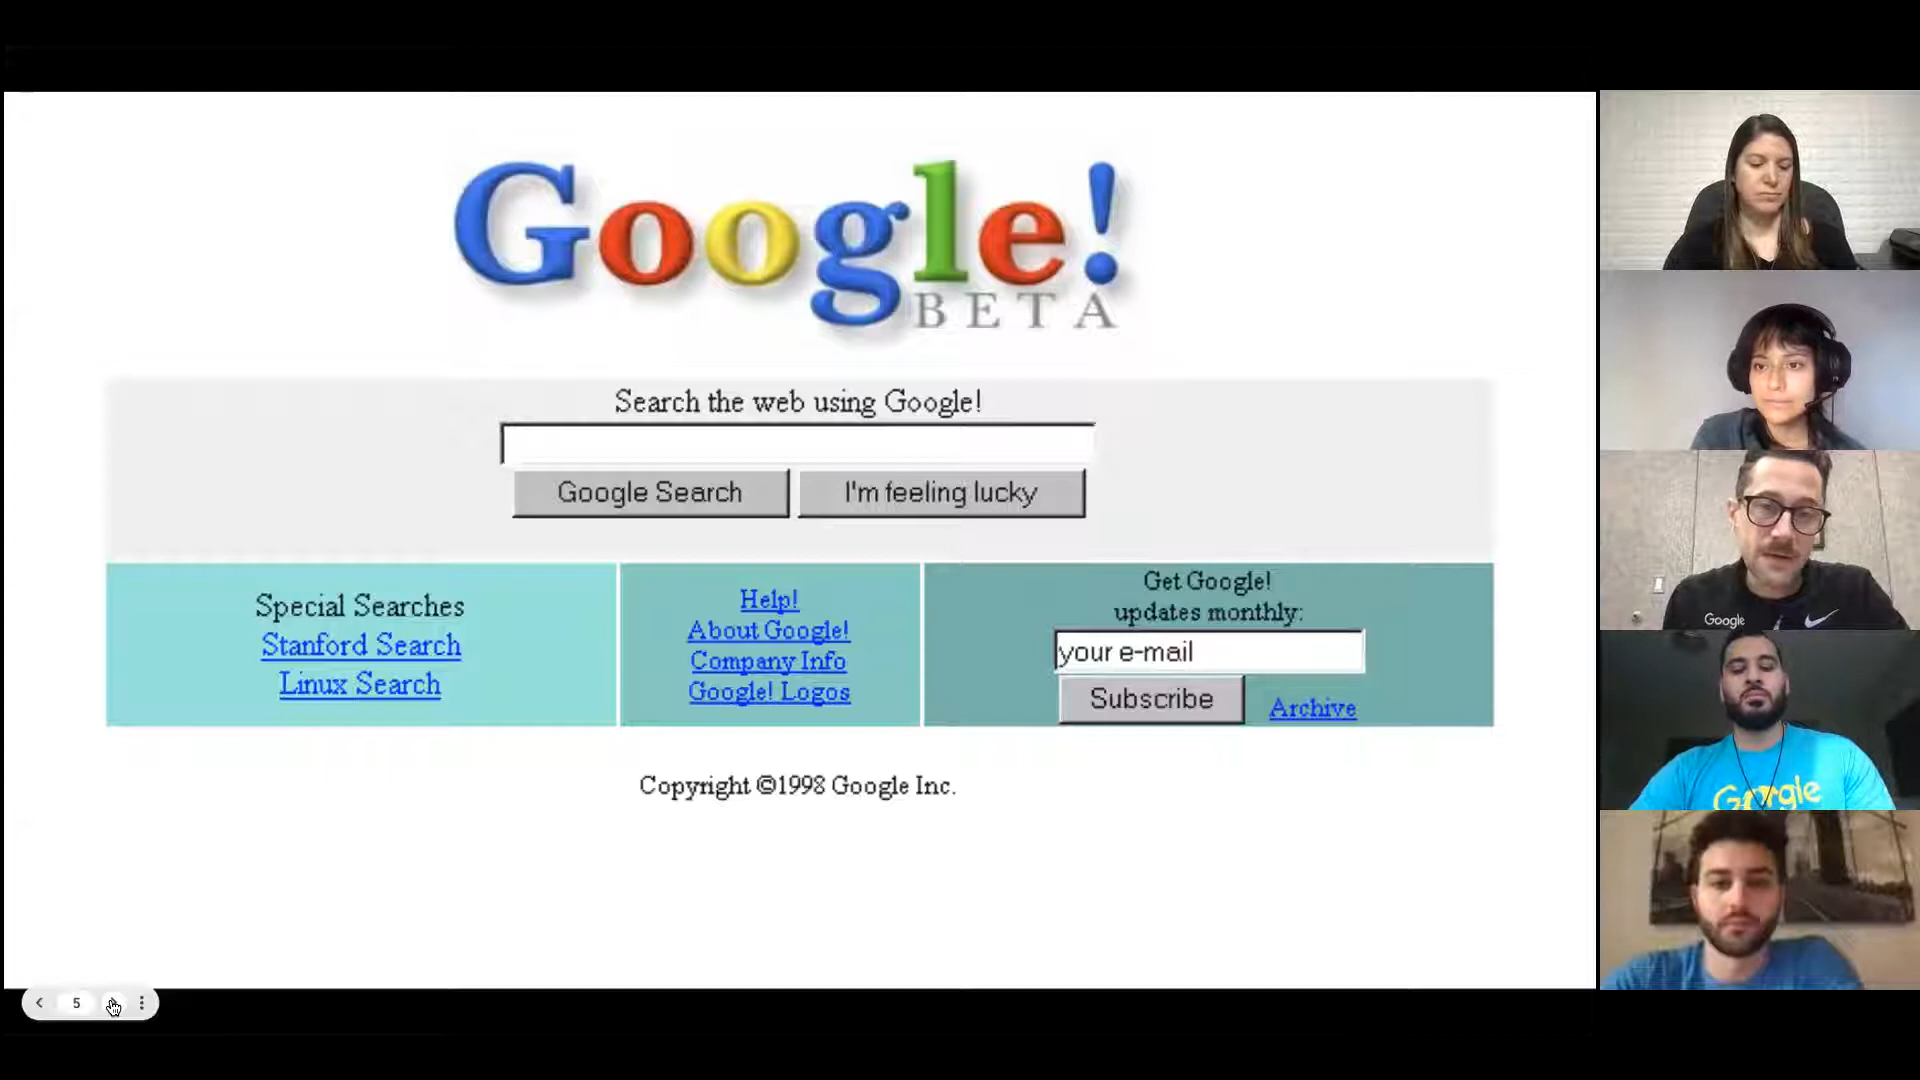 Google!
BETA
Search the web using Google!
Google Search
I'm feeling lucky
Special Searches
Stanford Search
Linux Search
Help!
About Google!
Company Info
Google! Logos
Get Google!
updates monthly:
your e-mail
Subscribe
Archive
Copyright ©1998 Google Inc.
5
Google
Google